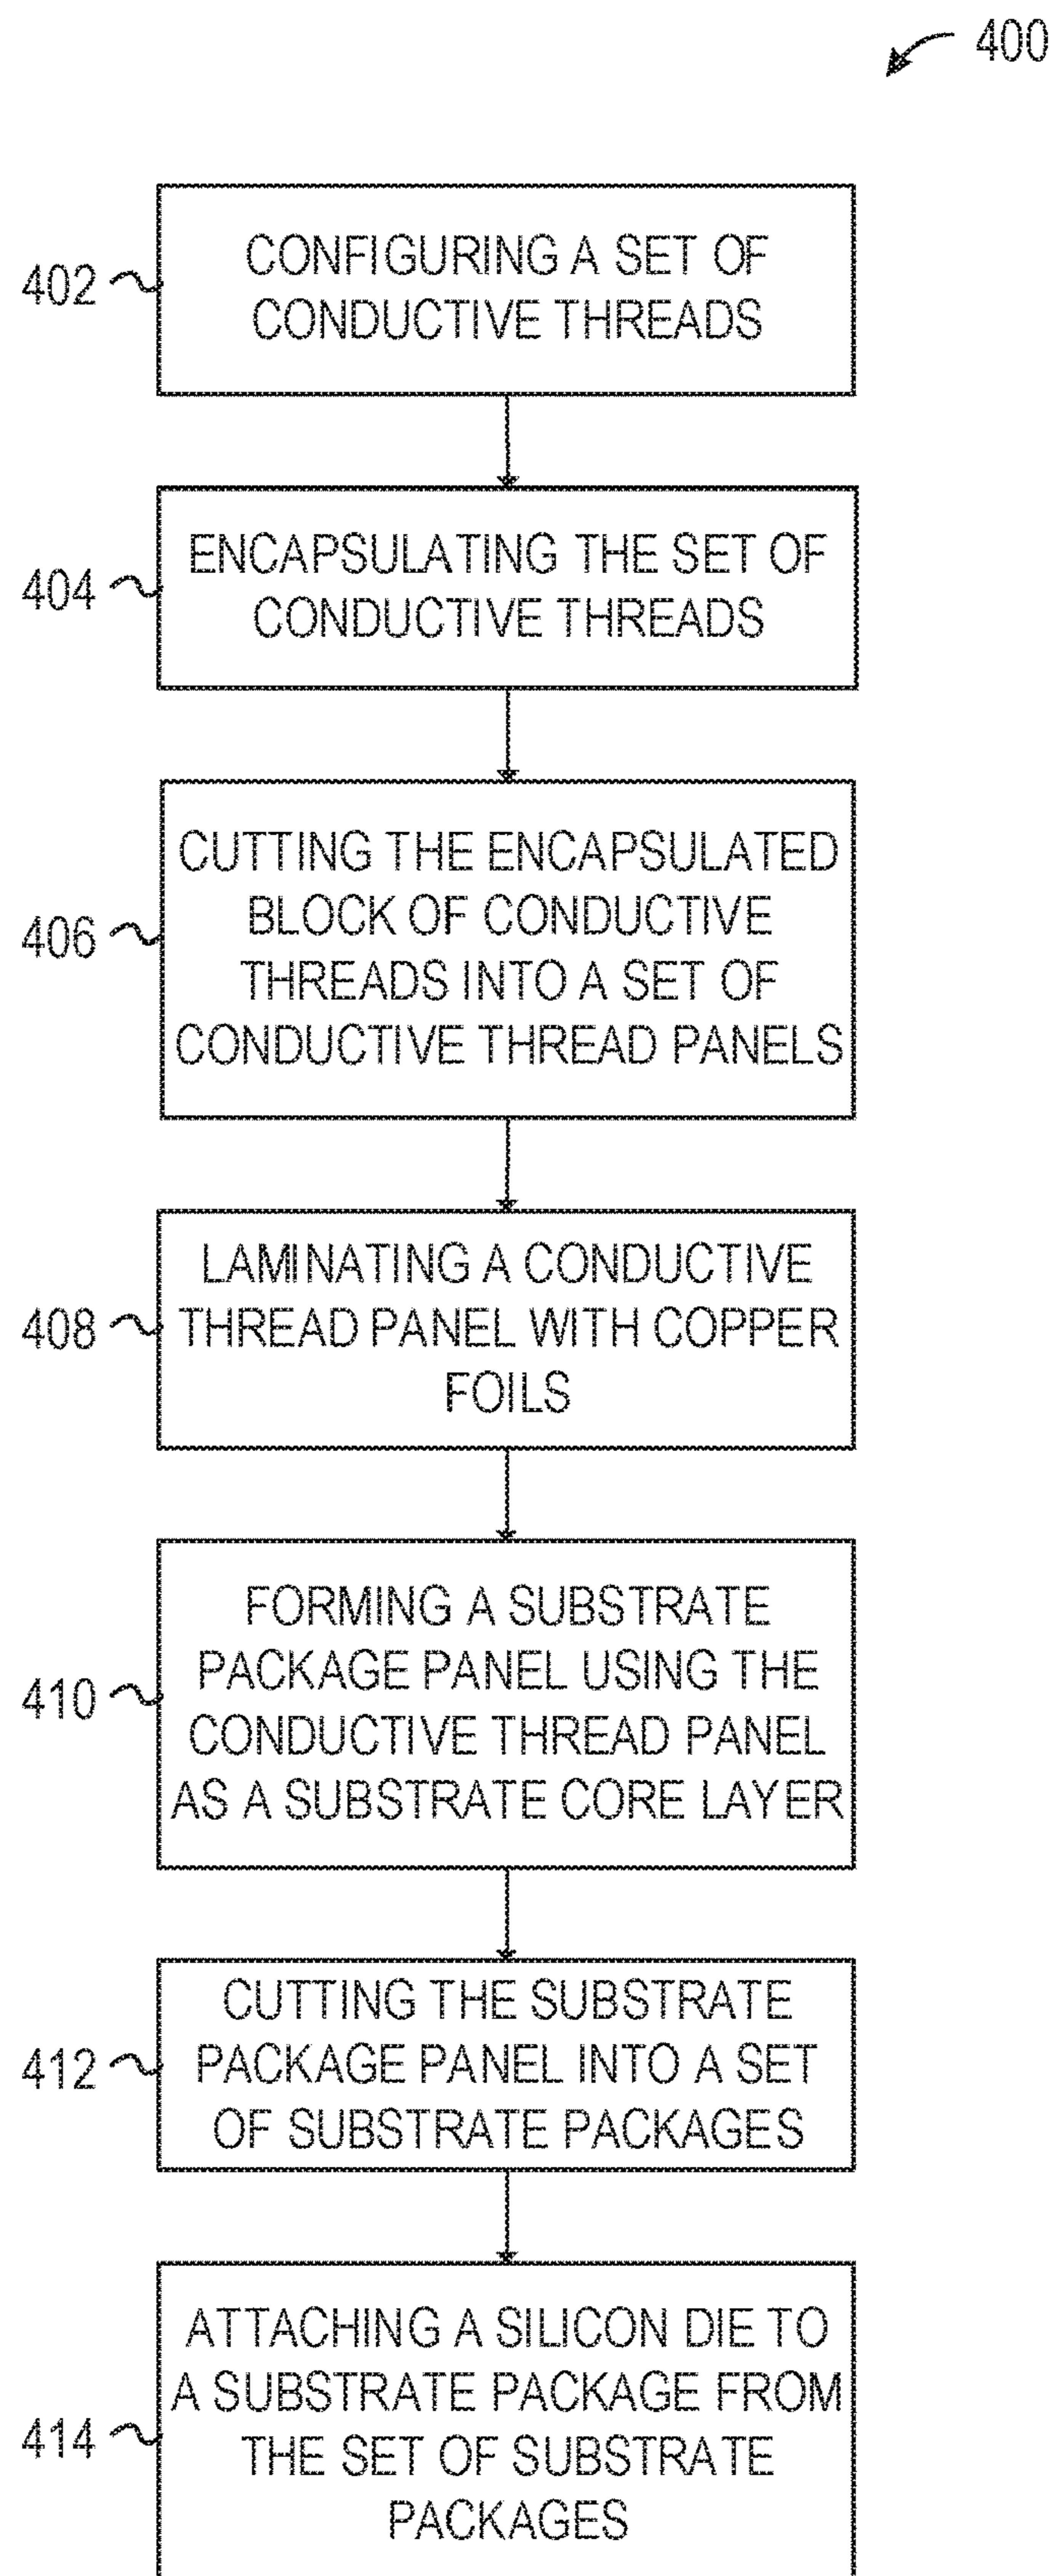 400
402
CONFIGURING A SET OF
CONDUCTIVE THREADS
404
ENCAPSULATING THE SET OF
CONDUCTIVE THREADS
406
CUTTING THE ENCAPSULATED
BLOCK OF CONDUCTIVE
THREADS INTO A SET OF
CONDUCTIVE THREAD PANELS
408
LAMINATING A CONDUCTIVE
THREAD PANEL WITH COPPER
FOILS
410
FORMING A SUBSTRATE
PACKAGE PANEL USING THE
CONDUCTIVE THREAD PANEL
AS A SUBSTRATE CORE LAYER
412
CUTTING THE SUBSTRATE
PACKAGE PANEL INTO A SET
OF SUBSTRATE PACKAGES
414
ATTACHING A SILICON DIE TO
A SUBSTRATE PACKAGE FROM
THE SET OF SUBSTRATE
PACKAGES